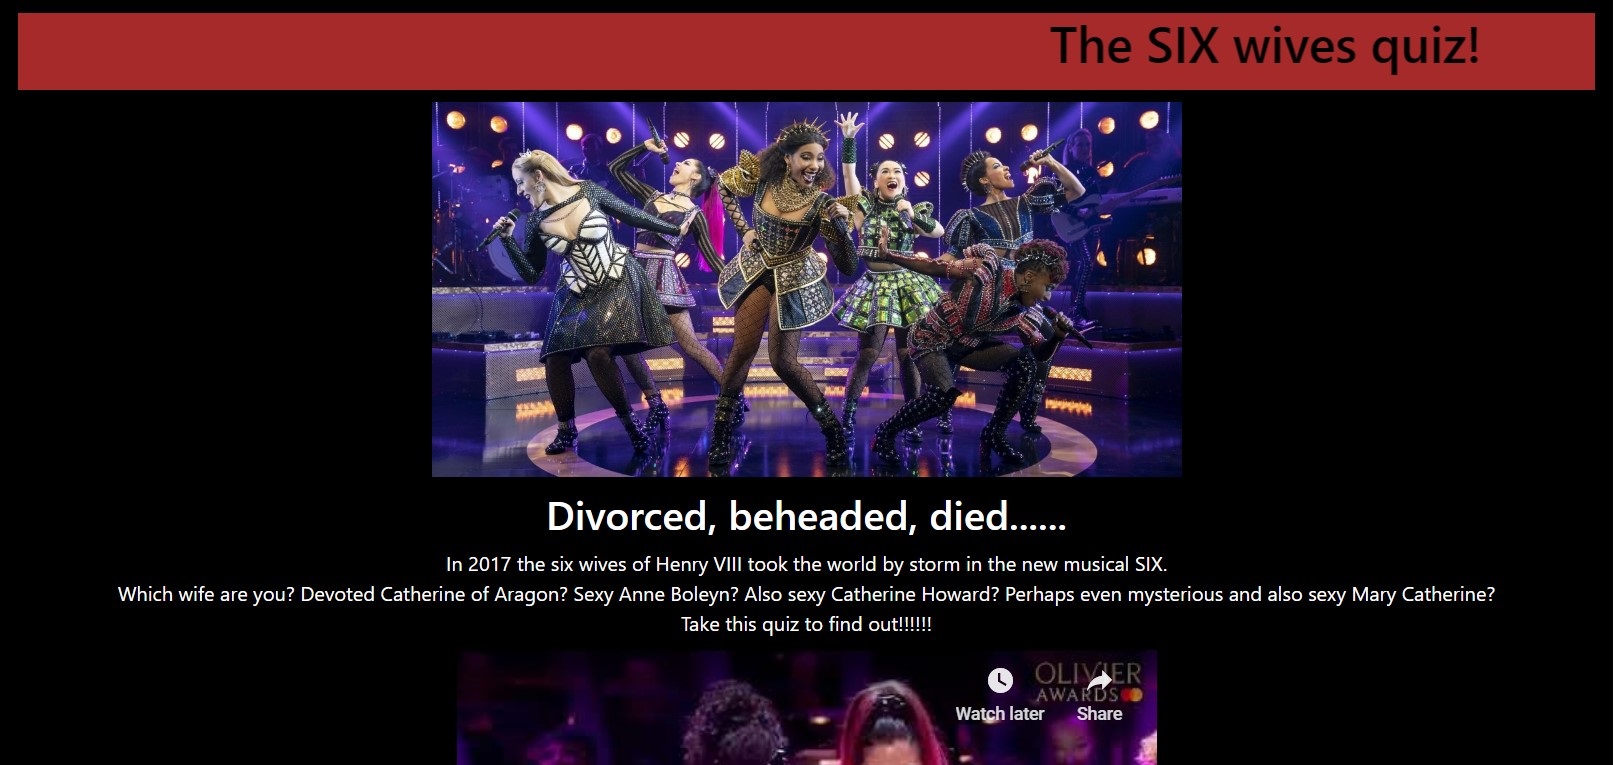 The SIX wives quiz!
Divorced, beheaded, died......
In 2017 the six wives of Henry VIII took the world by storm in the new musical SIX.
Which wife are you? Devoted Catherine of Aragon? Sexy Anne Boleyn? Also sexy Catherine Howard? Perhaps even mysterious and also sexy Mary Catherine?
Take this quiz to find out!!!!!!
OLIVIER
AWARDS
Watch later
Share